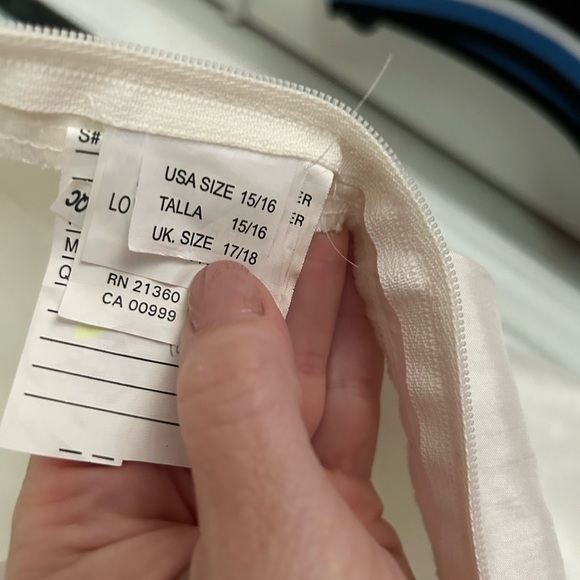 S#
USA SIZE 15/16
TALLA 15/16
UK. SIZE 17/18
LO
ER
ER
M
Q
RN 21360
CA 00999